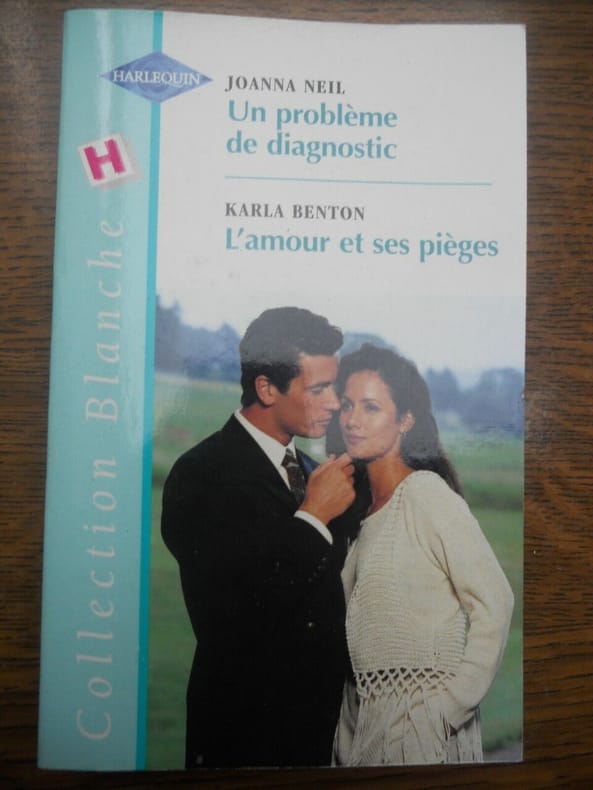 HARLEQUIN
H
Collection Blanche
JOANNA NEIL
Un problème
de diagnostic
KARLA BENTON
L'amour et ses pièges